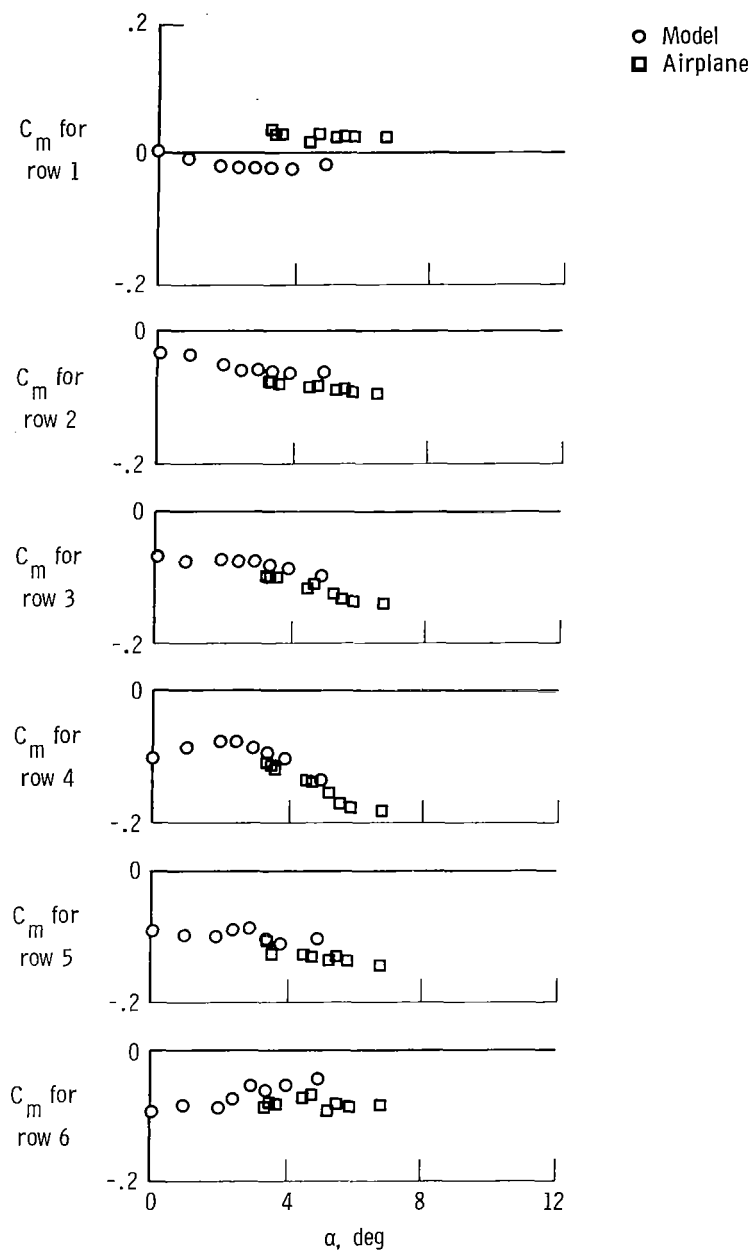 .2
○ Model
□ Airplane
C_m for
row 1
0
-.2
0
C_m for
row 2
-.2
0
C_m for
row 3
-.2
0
C_m for
row 4
-.2
0
C_m for
row 5
-.2
0
C_m for
row 6
-.2
0 4 8 12
α, deg